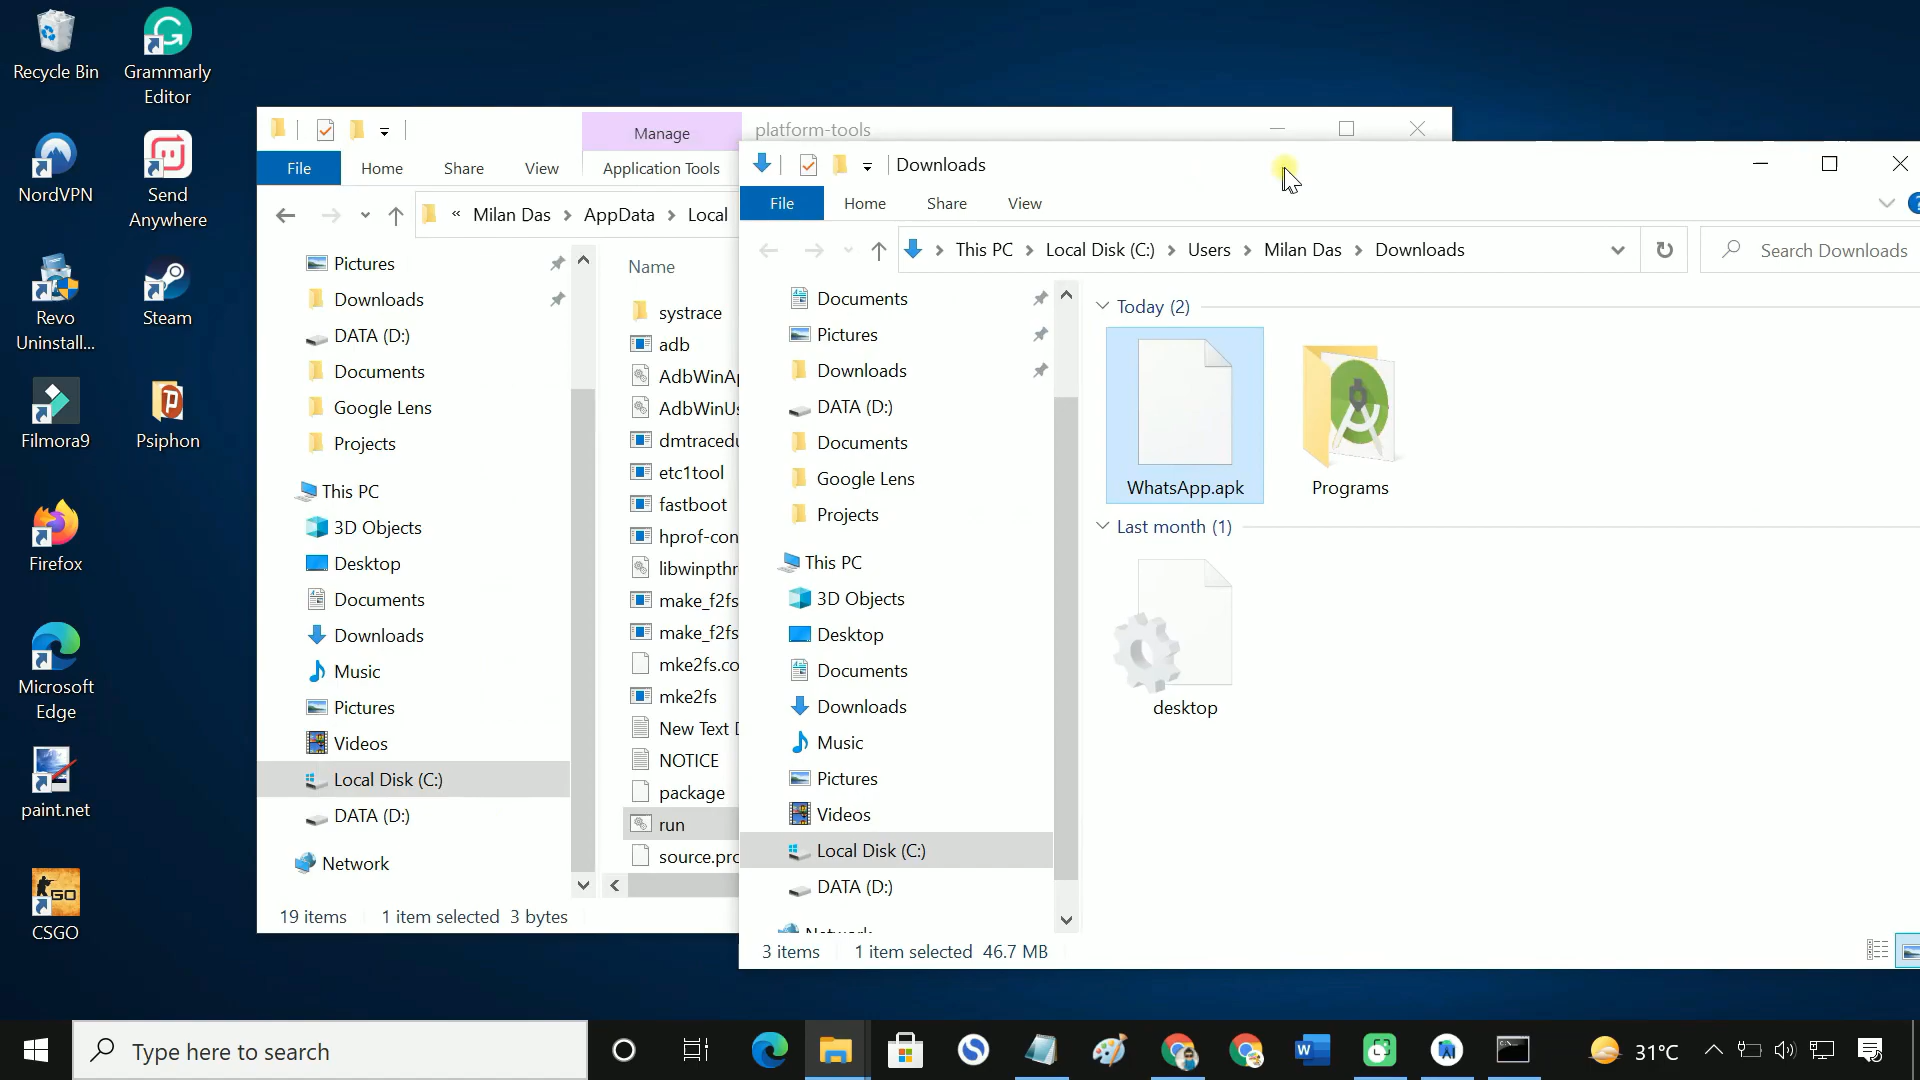 Recycle Bin
Grammarly
Editor
NordVPN
Send
Anywhere
Revo
Uninstall...
Steam
Filmora9
Psiphon
Firefox
Microsoft
Edge
paint.net
CSGO
Manage
platform-tools
File
Home
Share
View
Application Tools
« Milan Das > AppData > Local
Pictures
Downloads
DATA (D:)
Documents
Google Lens
Projects
This PC
3D Objects
Desktop
Documents
Downloads
Music
Pictures
Videos
Local Disk (C:)
DATA (D:)
Network
Name
systrace
adb
AdbWinAp
AdbWinUs
dmtracedu
etc1tool
fastboot
hprof-con
libwinpthr
make_f2fs
make_f2fs
mke2fs.co
mke2fs
New Text D
NOTICE
package
run
source.pro
19 items
1 item selected 3 bytes
Downloads
File
Home
Share
View
> This PC > Local Disk (C:) > Users > Milan Das > Downloads
Search Downloads
Documents
Pictures
Downloads
DATA (D:)
Documents
Google Lens
Projects
This PC
3D Objects
Desktop
Documents
Downloads
Music
Pictures
Videos
Local Disk (C:)
DATA (D:)
Today (2)
WhatsApp.apk
Programs
Last month (1)
desktop
3 items
1 item selected 46.7 MB
Type here to search
31°C